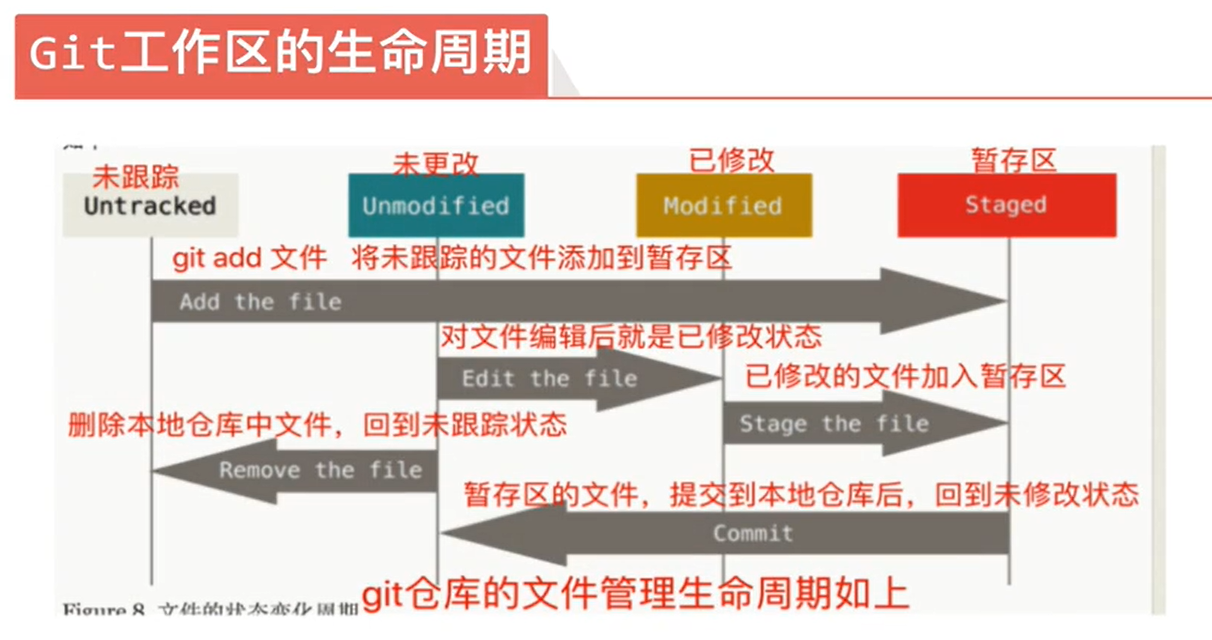 Git工作区的生命周期
未跟踪
未更改
已修改
暂存区
Untracked
Unmodified
Modified
Staged
git add 文件 将未跟踪的文件添加到暂存区
Add the file
对文件编辑后就是已修改状态
Edit the file
已修改的文件加入暂存区
Stage the file
删除本地仓库中文件，回到未跟踪状态
Remove the file
暂存区的文件，提交到本地仓库后，回到未修改状态
Commit
git仓库的文件管理生命周期如上
Figure 8. 文件的状态变化周期